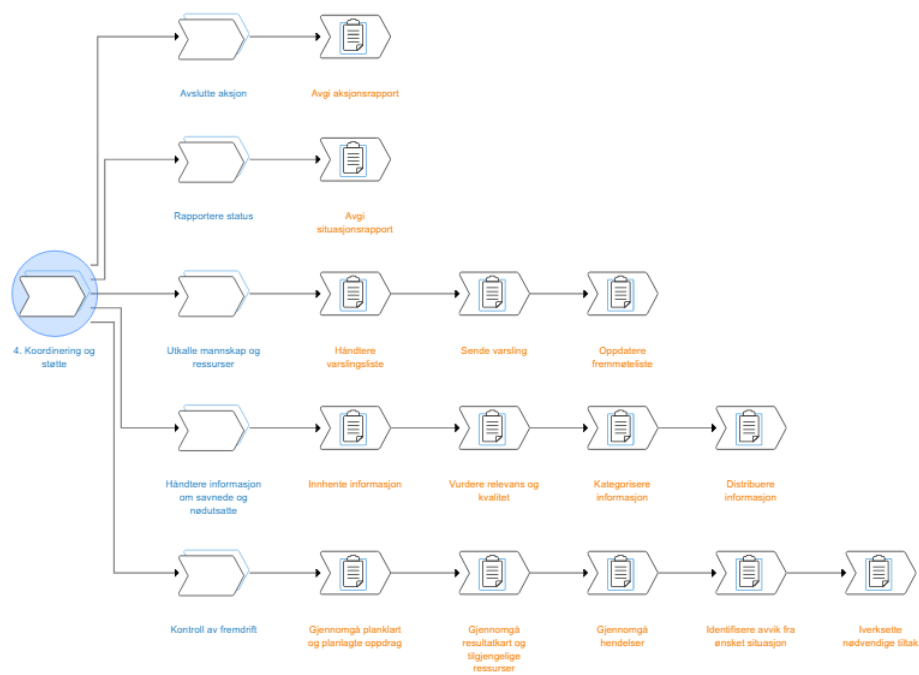 Avslutte aksjon
Avgi aksjonsrapport
Rapportere status
Avgi
situasjonsrapport
4. Koordinering og
støtte
Utkalle mannskap og
ressurser
Håndtere
varslingsliste
Sende varsling
Oppdatere
fremmøteliste
Håndtere informasjon
om savnede og
nødutsatte
Innhente informasjon
Vurdere relevans og
kvalitet
Kategorisere
informasjon
Distribuere
informasjon
Kontroll av fremdrift
Gjennomgå planklart
og planlagte oppdrag
Gjennomgå
resultatkart og
tilgjengelige
ressurser
Gjennomgå
hendelser
Identifisere avvik fra
ønsket situasjon
Iverksette
nødvendige tiltak